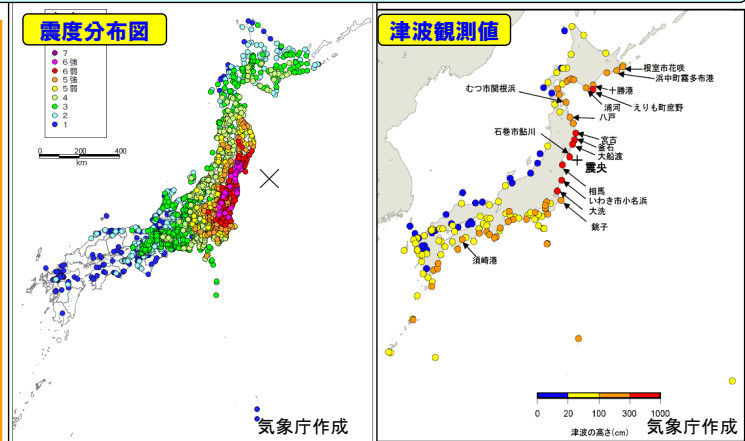 震度分布図
7
6強
6弱
5強
5弱
4
3
2
1
0 200 400
km
気象庁作成
津波観測値
根室市花咲
浜中町霧多布港
十勝港
えりも町庶野
浦河
むつ市関根浜
八戸
石巻市鮎川
宮古
釜石
大船渡
震央
相馬
いわき市小名浜
大洗
銚子
須崎港
0 20 100 300 1000
津波の高さ(cm)
気象庁作成